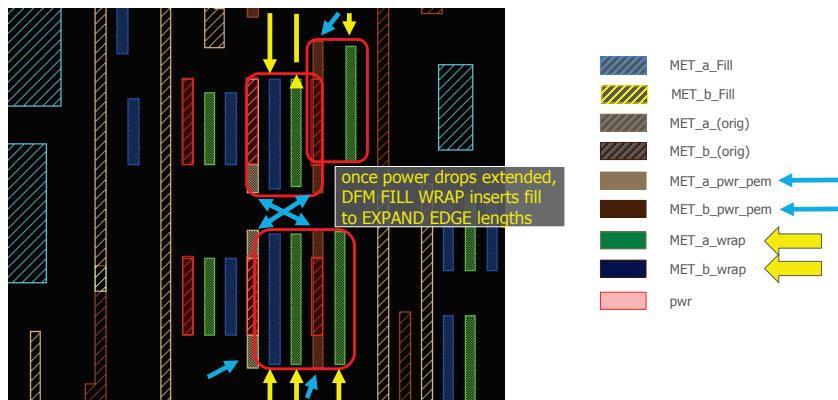 once power drops extended,
DFM FILL WRAP inserts fill
to EXPAND EDGE lengths
MET_a_Fill
MET_b_Fill
MET_a_(orig)
MET_b_(orig)
MET_a_pwr_pem
MET_b_pwr_pem
MET_a_wrap
MET_b_wrap
pwr